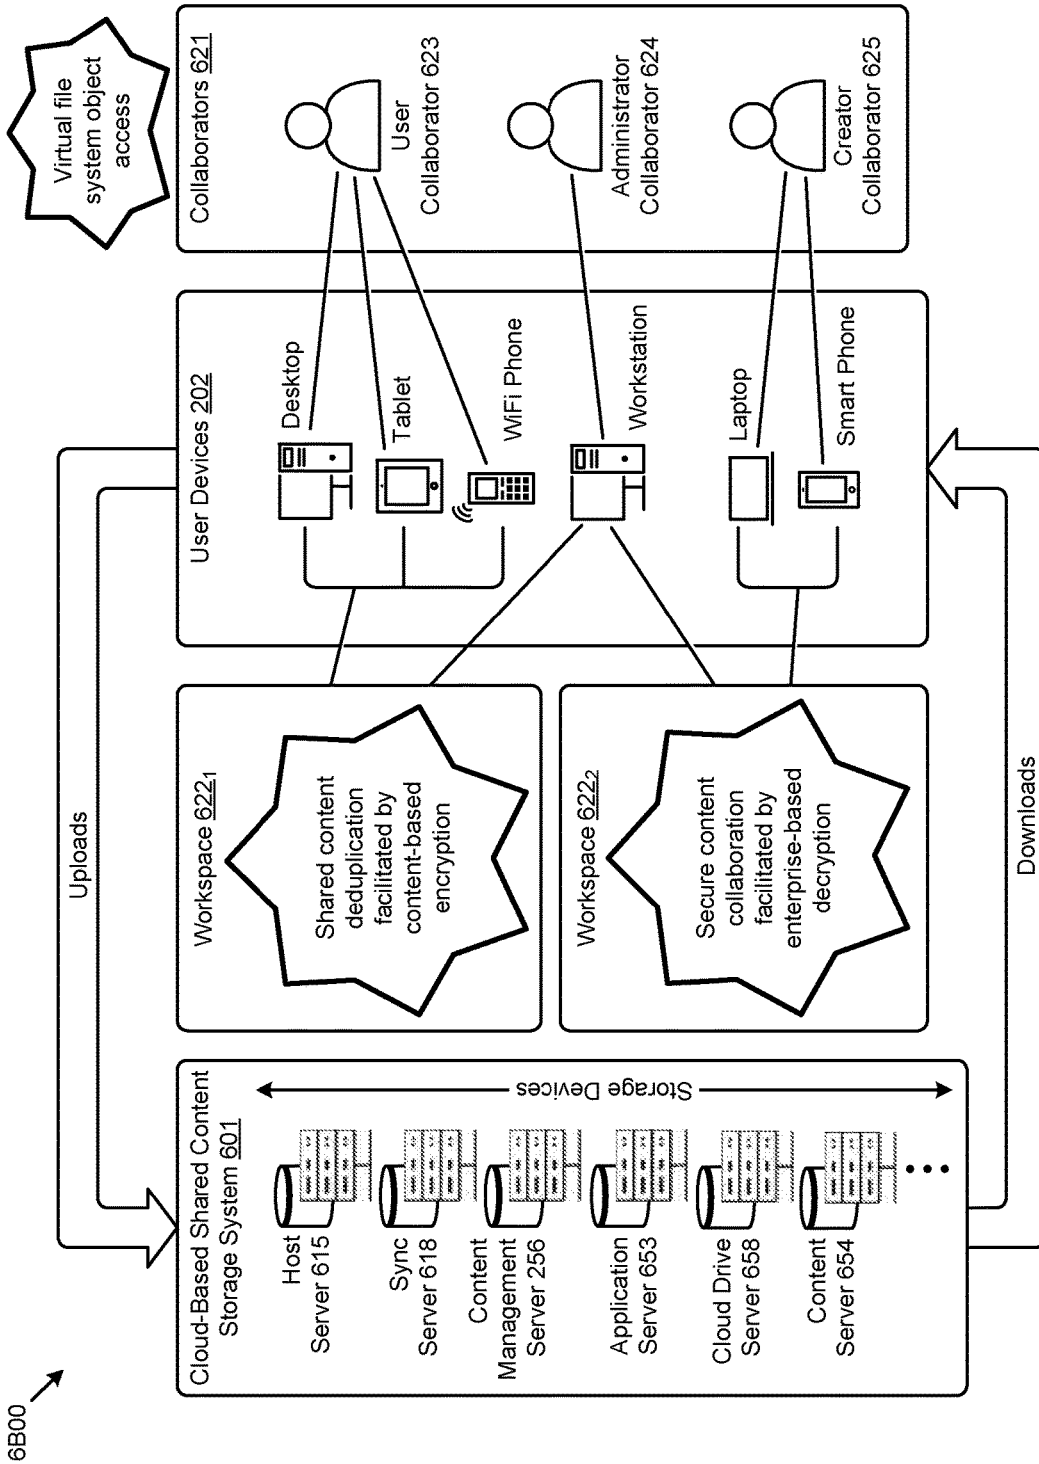 6B00
Uploads
Cloud-Based Shared Content
Storage System 601
Host
Server 615
Sync
Server 618
Content
Management
Server 256
Application
Server 653
Cloud Drive
Server 658
Content
Server 654
Storage Devices
Workspace 622₁
Shared content
deduplication
facilitated by
content-based
encryption
Workspace 622₂
Secure content
collaboration
facilitated by
enterprise-based
decryption
User Devices 202
Desktop
Tablet
WiFi Phone
Workstation
Laptop
Smart Phone
Virtual file
system object
access
Collaborators 621
User
Collaborator 623
Administrator
Collaborator 624
Creator
Collaborator 625
Downloads